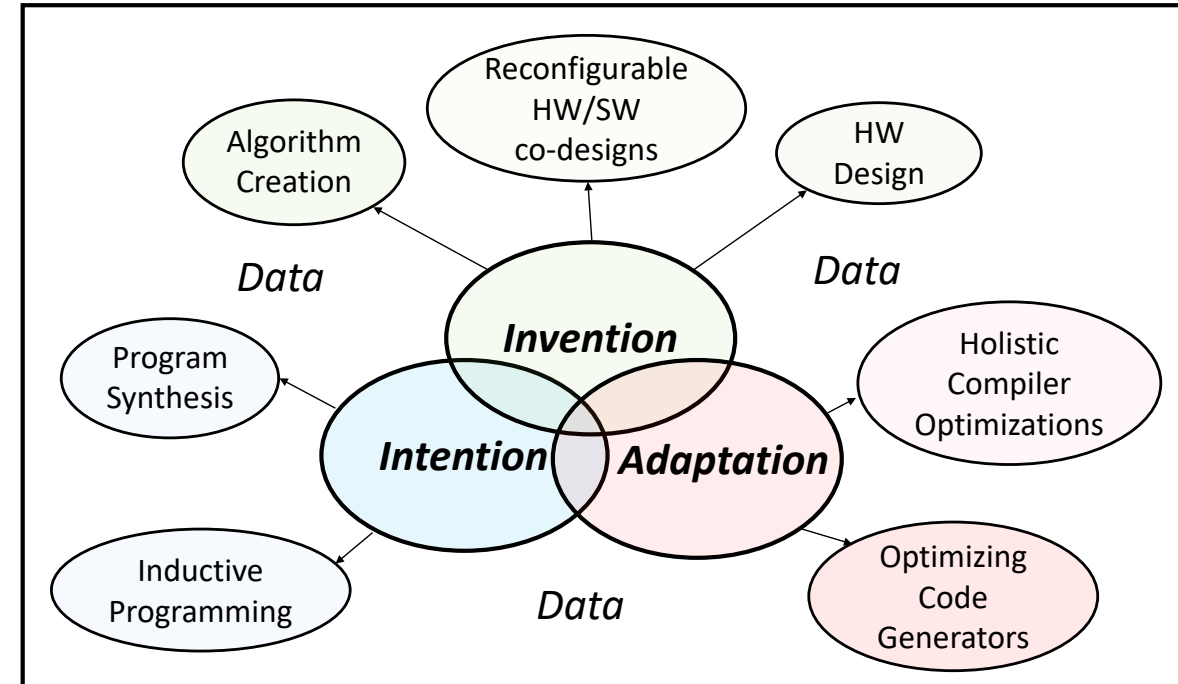 Reconfigurable
HW/SW
co-designs
Algorithm
Creation
HW
Design
Data
Data
Invention
Program
Synthesis
Holistic
Compiler
Optimizations
Intention
Adaptation
Inductive
Programming
Data
Optimizing
Code
Generators